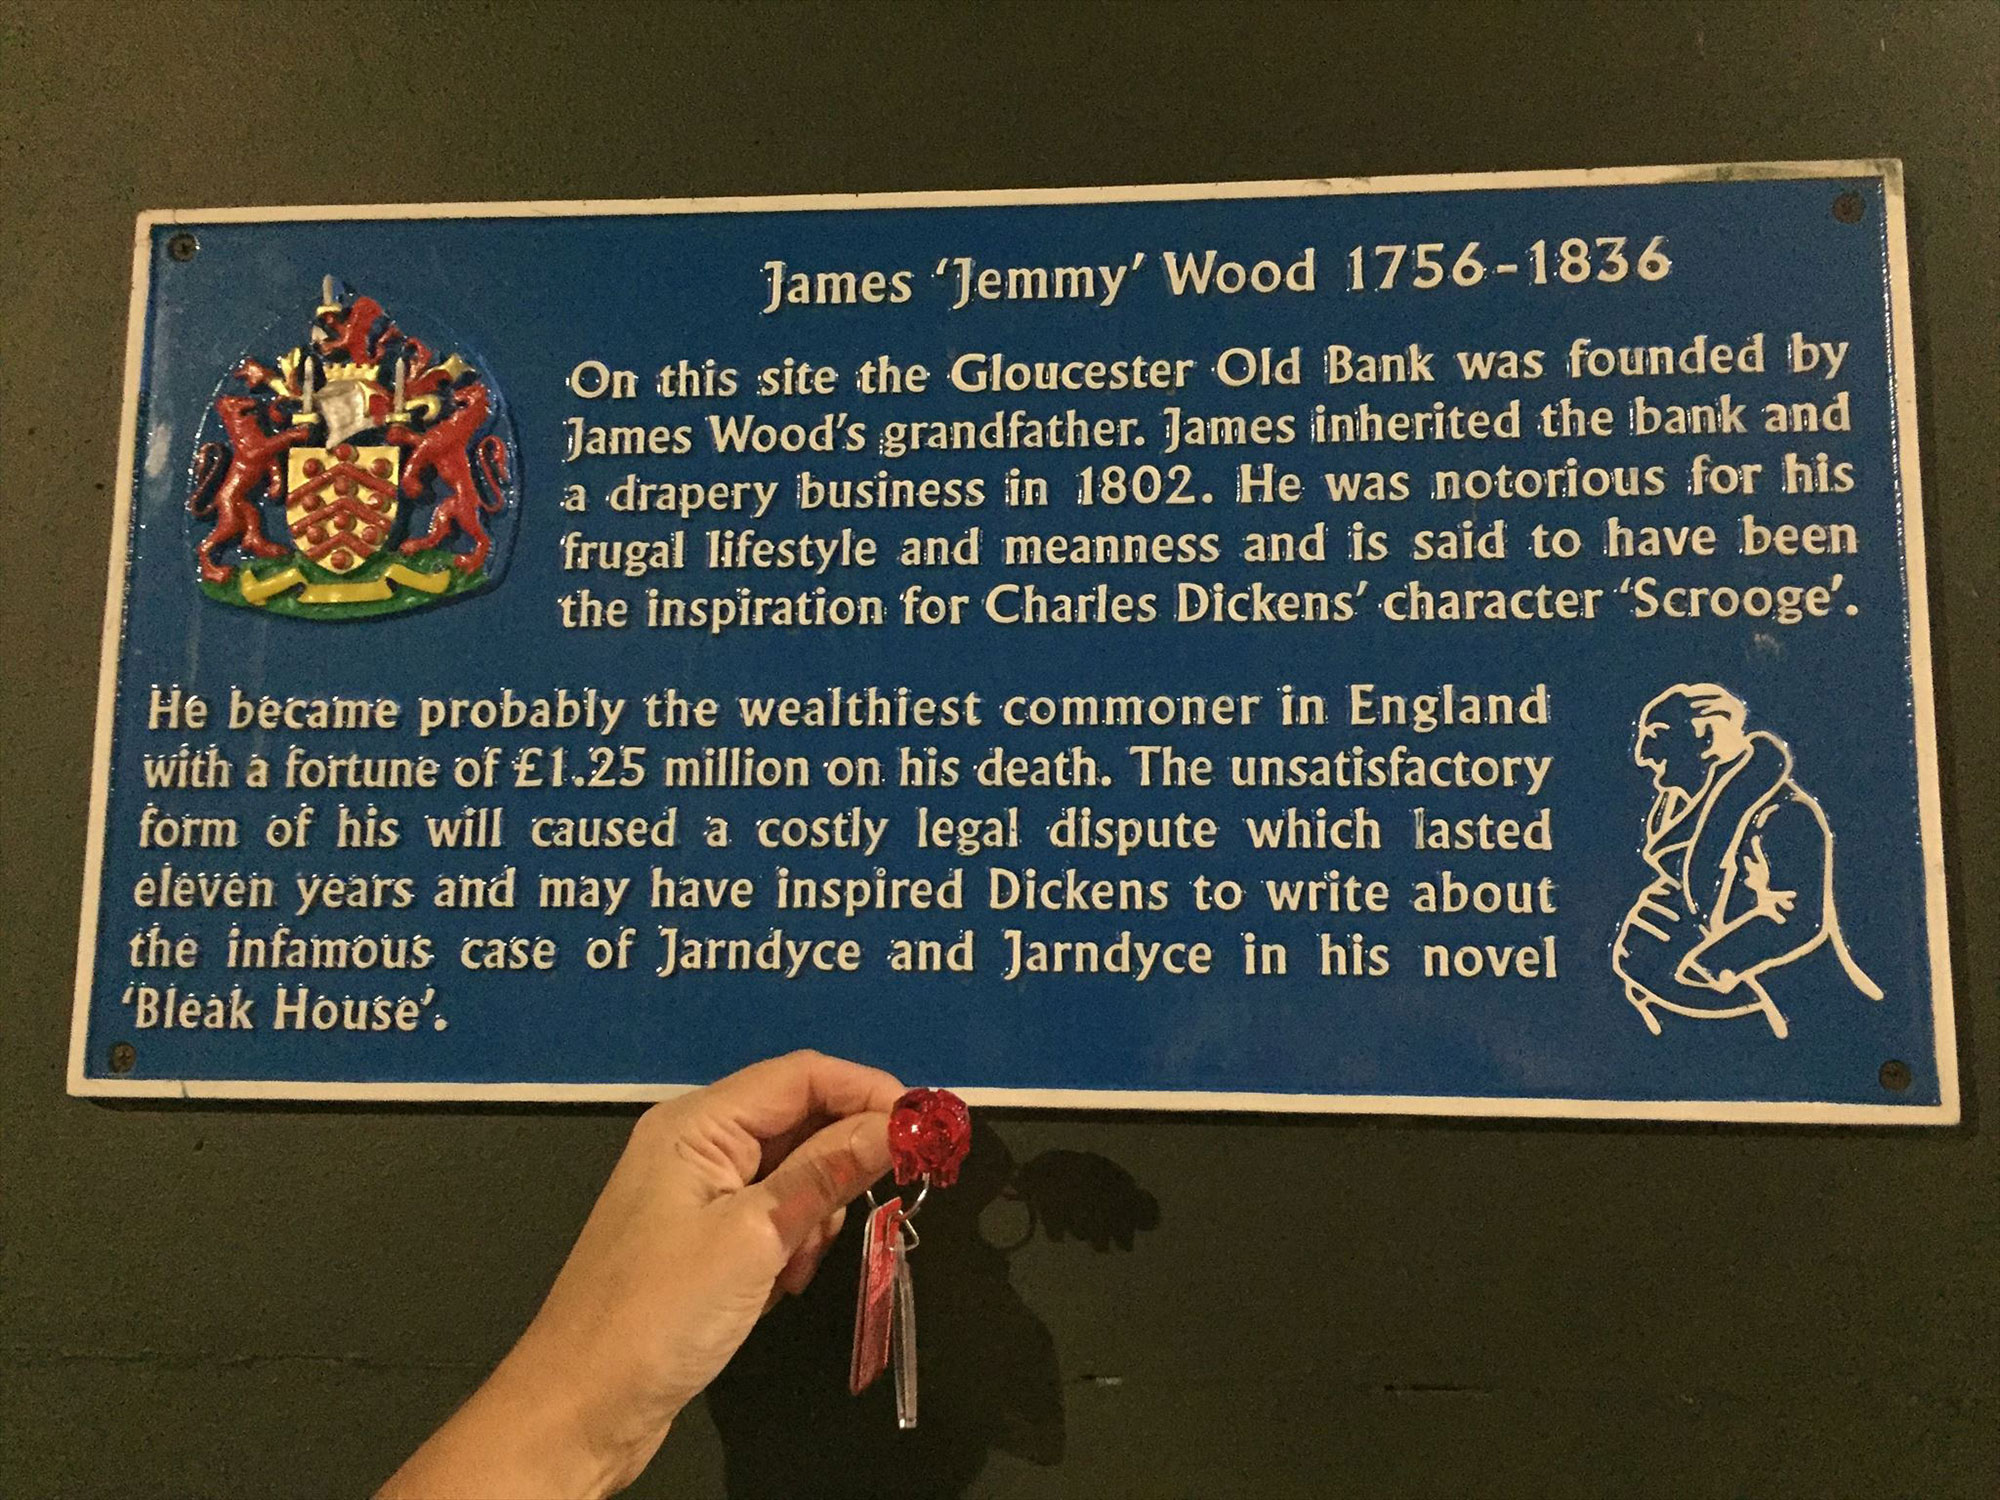 James ‘Jemmy’ Wood 1756-1836
On this site the Gloucester Old Bank was founded by
James Wood’s grandfather. James inherited the bank and
a drapery business in 1802. He was notorious for his
frugal lifestyle and meanness and is said to have been
the inspiration for Charles Dickens’ character ‘Scrooge’.
He became probably the wealthiest commoner in England
with a fortune of £1.25 million on his death. The unsatisfactory
form of his will caused a costly legal dispute which lasted
eleven years and may have inspired Dickens to write about
the infamous case of Jarndyce and Jarndyce in his novel
‘Bleak House’.